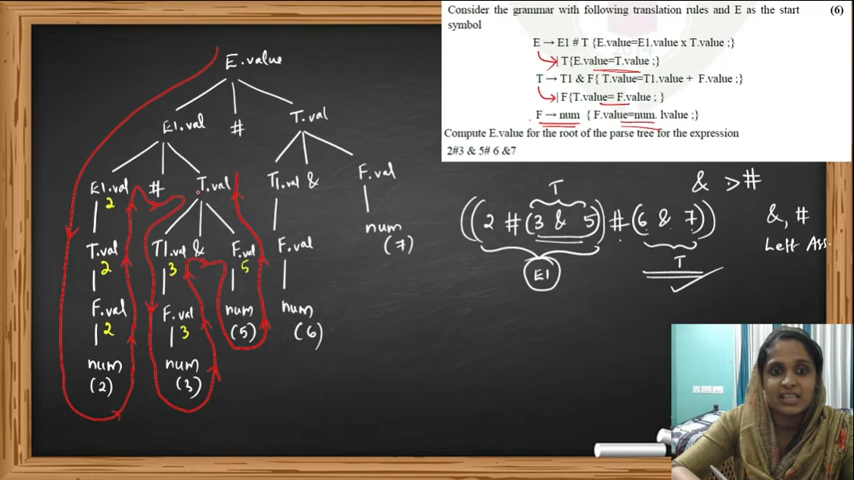 Consider the grammar with following translation rules and E as the start (6)
symbol
E → E1 # T {E.value=E1.value x T.value ;}
| T{E.value=T.value ;}
T → T1 & F{ T.value=T1.value + F.value ;}
| F{T.value= F.value ; }
F → num { F.value=num. lvalue ;}
Compute E.value for the root of the parse tree for the expression
2#3 & 5# 6 &7
E.value
E1.val # T.val
E1.val # T.val T1.val & F.val
2
T.val T1.val & F.val F.val num
2 3 5 (7)
F.val F.val num num
2 3 (5) (6)
num num
(2) (3)
& > #
T
((2 # (3 & 5)) # (6 & 7))
E1 T
&, #
Left Ass